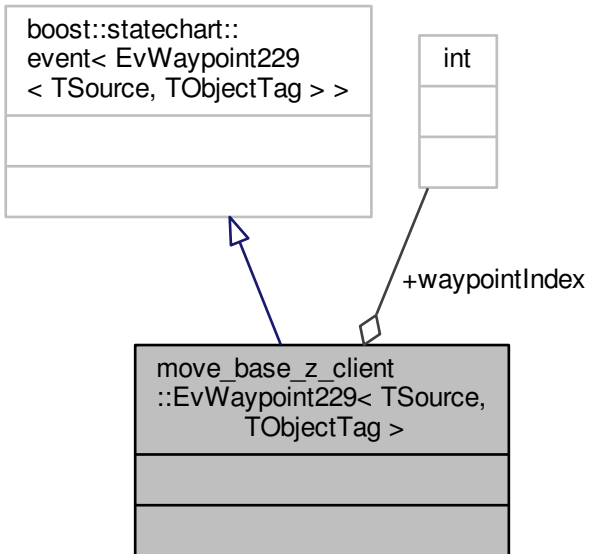 boost::statechart::
event< EvWaypoint229
< TSource, TObjectTag > >
int
+waypointIndex
move_base_z_client
::EvWaypoint229< TSource,
TObjectTag >